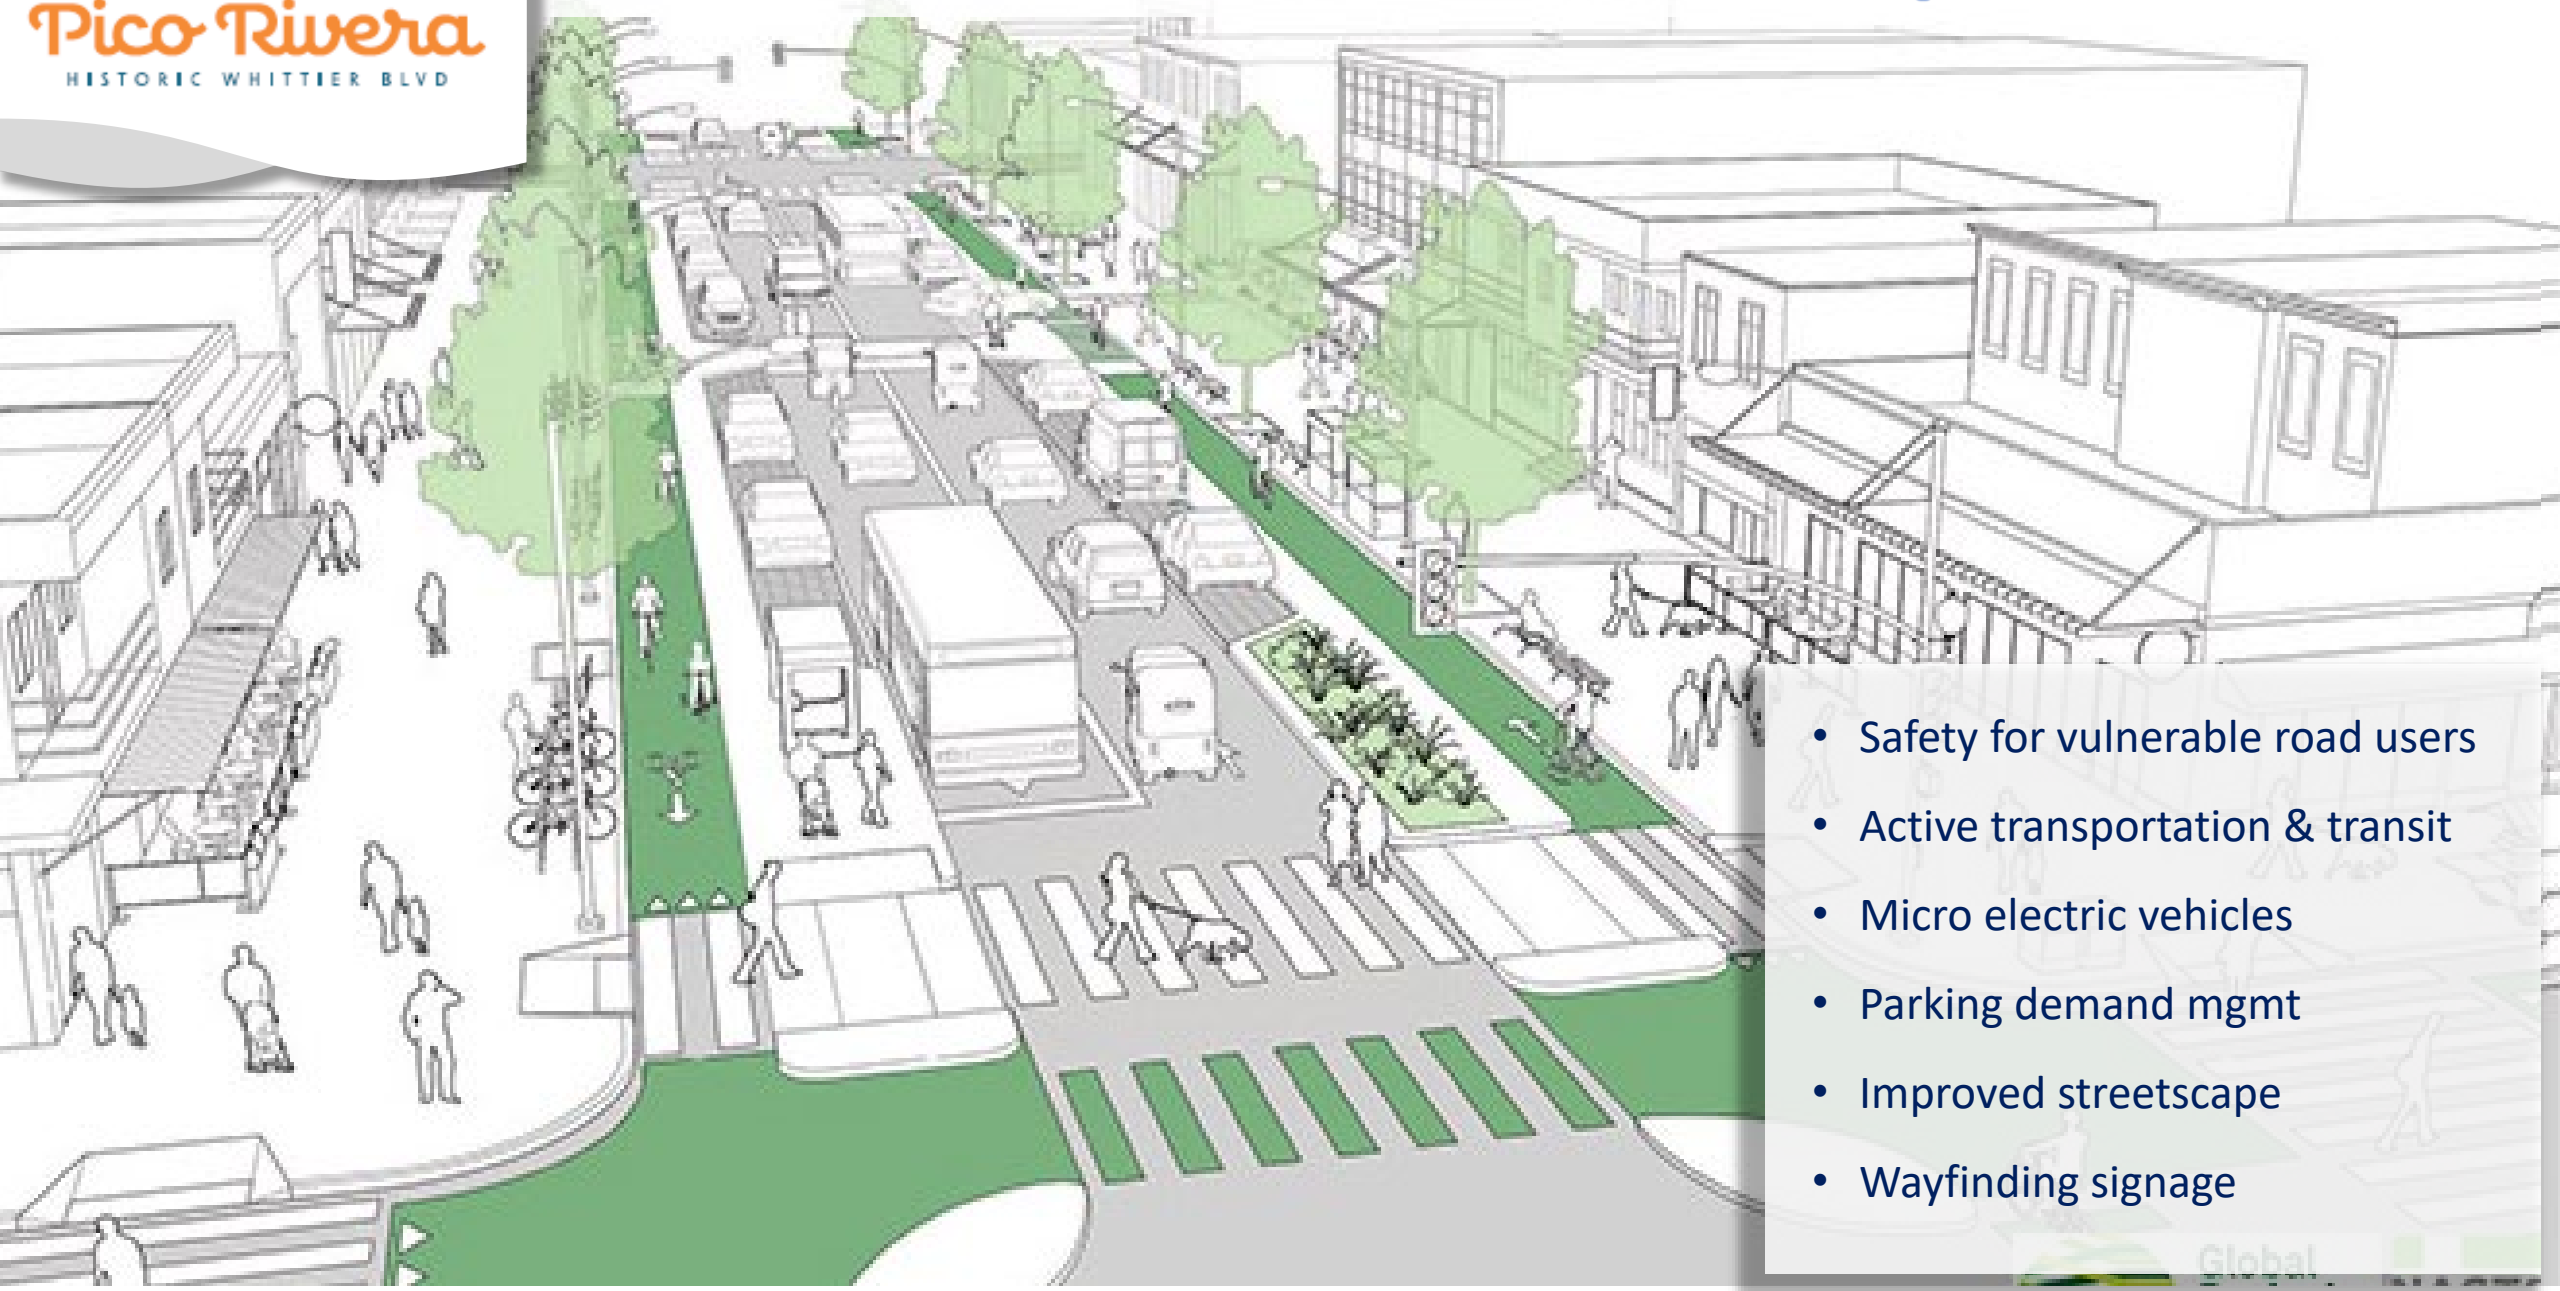 Pico Rivera
HISTORIC WHITTIER BLVD
• Safety for vulnerable road users
• Active transportation & transit
• Micro electric vehicles
• Parking demand mgmt
• Improved streetscape
• Wayfinding signage
Global